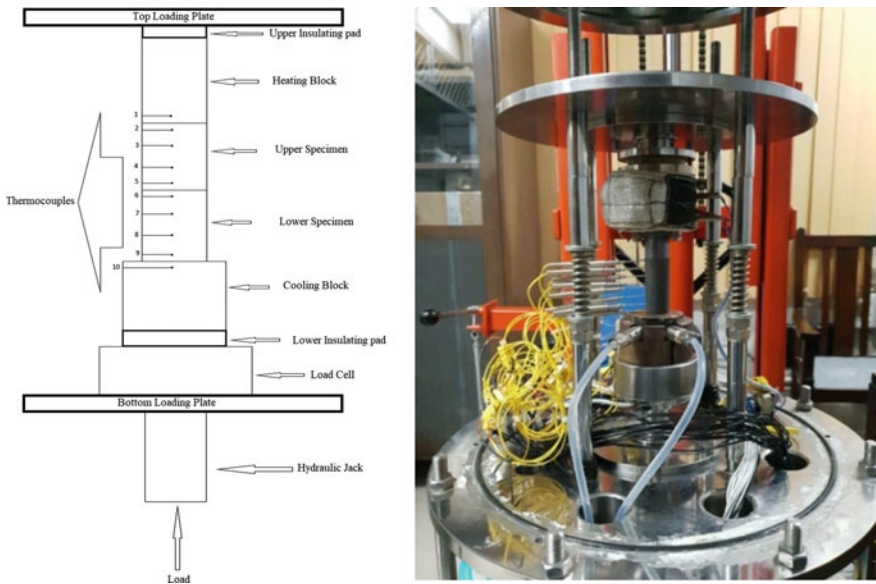 Top Loading Plate
Upper Insulating pad
Heating Block
1
2
3
Upper Specimen
4
5
Thermocouples
6
7
Lower Specimen
8
9
10
Cooling Block
Lower Insulating pad
Load Cell
Bottom Loading Plate
Hydraulic Jack
Load